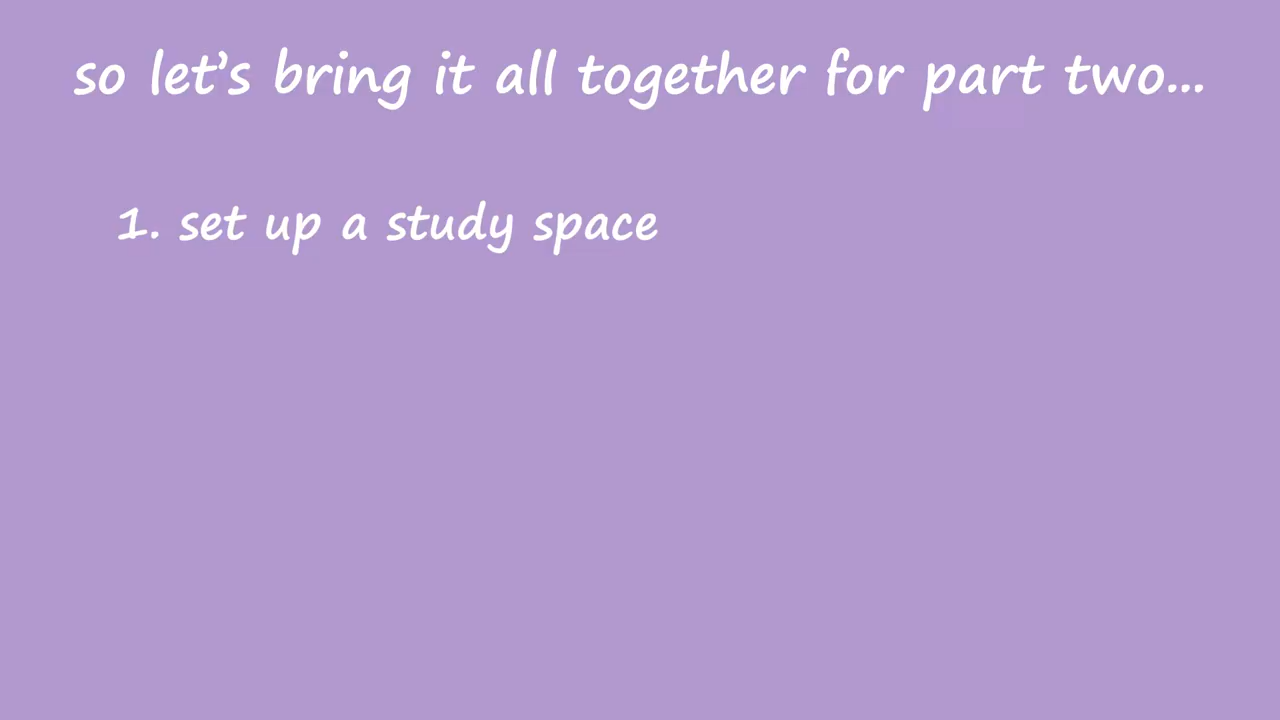 so let’s bring it all together for part two...
1. set up a study space